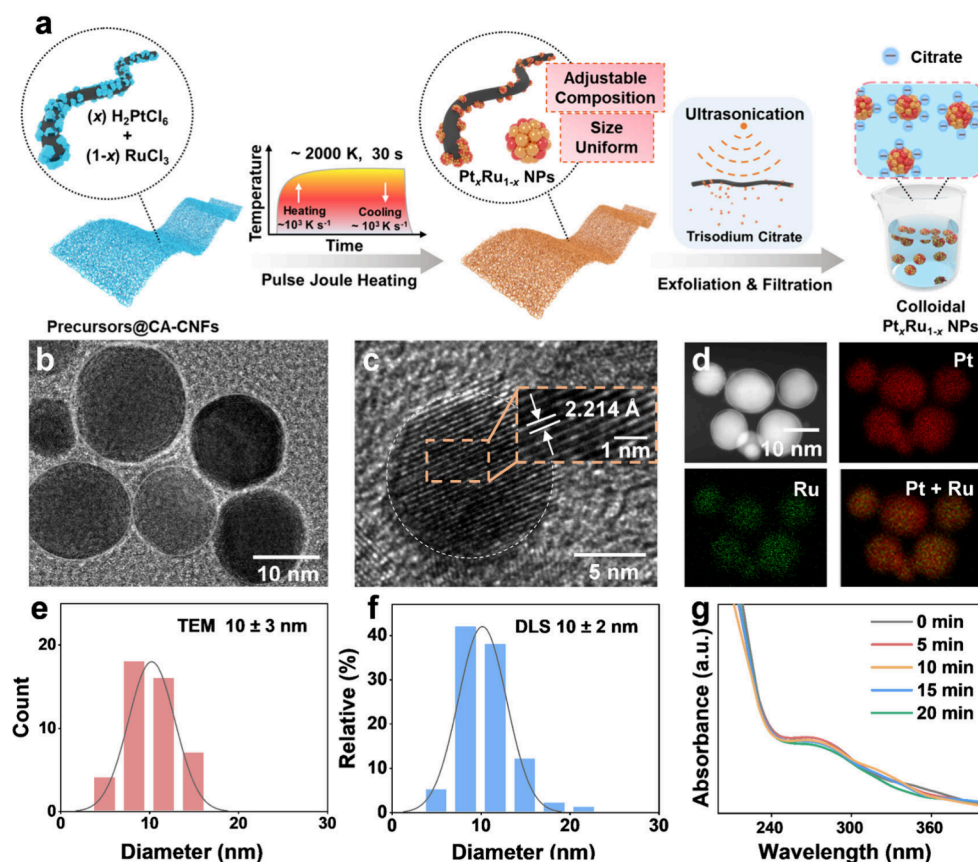 a
(x) H₂PtCl₆
+
(1-x) RuCl₃
Precursors@CA-CNFs
Temperature
~ 2000 K, 30 s
Heating
~10³ K s⁻¹
Cooling
~ 10³ K s⁻¹
Time
Pulse Joule Heating
Adjustable
Composition
Size
Uniform
PtₓRu₁₋ₓ NPs
Ultrasonication
Trisodium Citrate
Exfoliation & Filtration
Citrate
Colloidal
PtₓRu₁₋ₓ NPs
b
10 nm
c
2.214 Å
1 nm
5 nm
d
10 nm
Pt
Ru
Pt + Ru
e
TEM 10 ± 3 nm
Count
20
10
0
0 10 20 30
Diameter (nm)
f
DLS 10 ± 2 nm
Relative (%)
40
20
0
0 10 20 30
Diameter (nm)
g
Absorbance (a.u.)
0 min
5 min
10 min
15 min
20 min
240 300 360
Wavelength (nm)